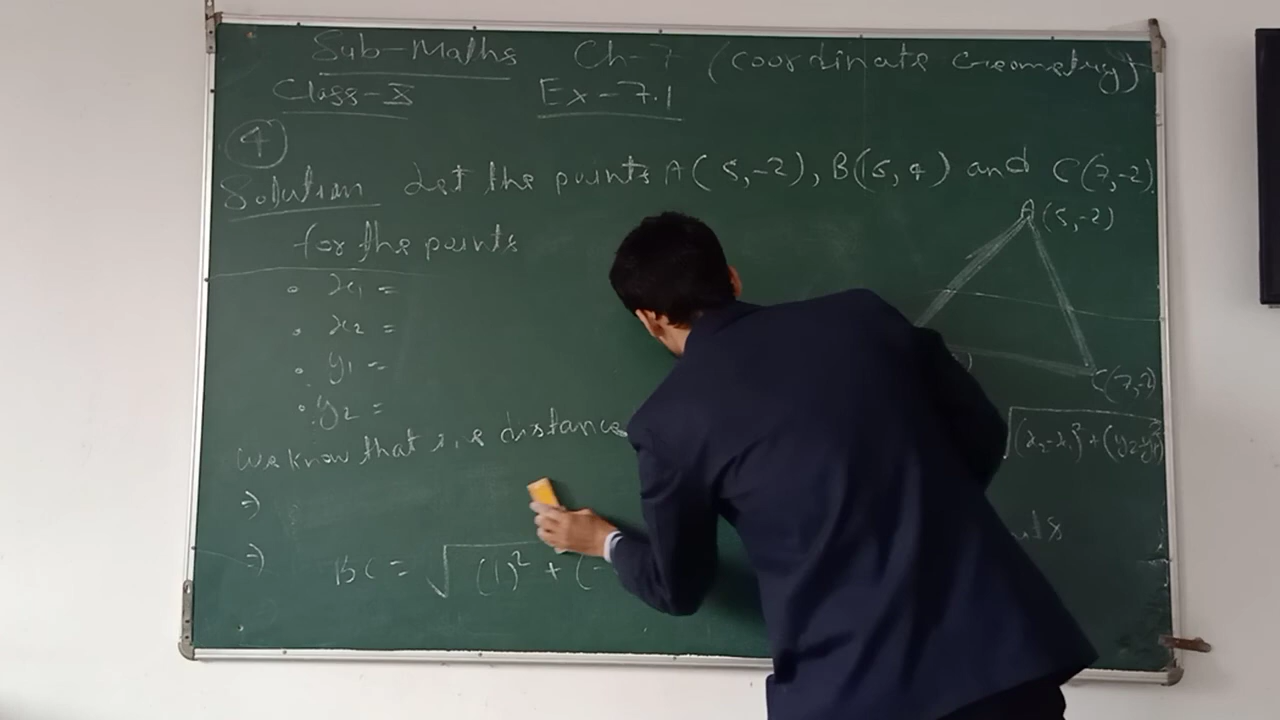 Sub-Maths Ch-7 (Coordinate Geometry)
Class-X Ex-7.1
4
Solution Let the points A(5,-2), B(15,4) and C(7,-2).
A(5,-2)
for the points
x₁ =
x₂ =
y₁ =
y₂ =
C(7,-2)
We know that i.e distance √(x₂-x₁)² + (y₂-y₁)²
⇒
⇒ BC = √(1)² + (-